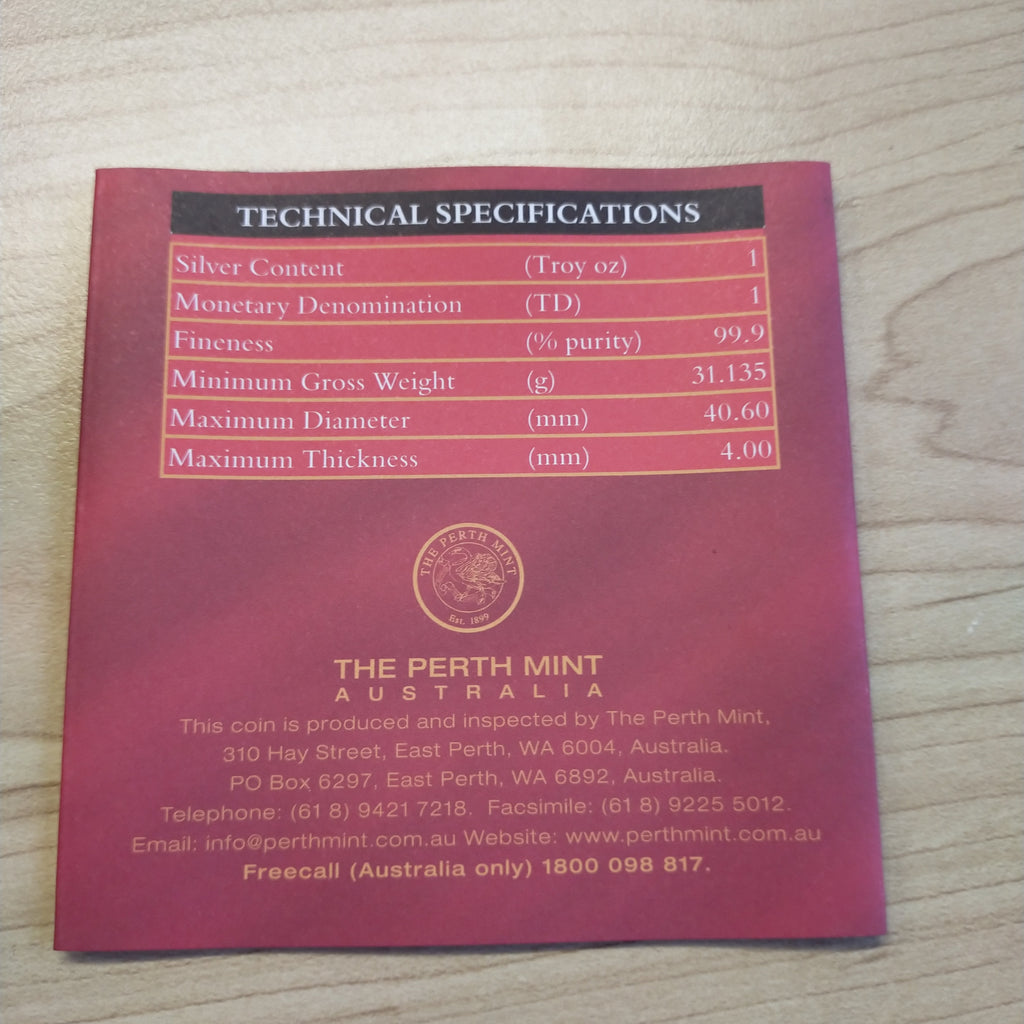 TECHNICAL SPECIFICATIONS
Silver Content (Troy oz) 1
Monetary Denomination (TD) 1
Fineness (% purity) 99.9
Minimum Gross Weight (g) 31.135
Maximum Diameter (mm) 40.60
Maximum Thickness (mm) 4.00
THE PERTH MINT
Est. 1899
THE PERTH MINT
AUSTRALIA
This coin is produced and inspected by The Perth Mint,
310 Hay Street, East Perth, WA 6004, Australia.
PO Box 6297, East Perth, WA 6892, Australia.
Telephone: (61 8) 9421 7218. Facsimile: (61 8) 9225 5012.
Email: info@perthmint.com.au Website: www.perthmint.com.au
Freecall (Australia only) 1800 098 817.